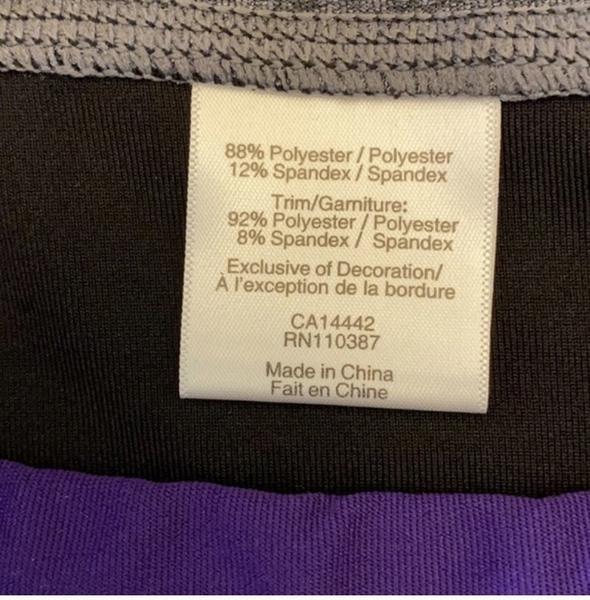 88% Polyester / Polyester
12% Spandex / Spandex
Trim/Garniture:
92% Polyester / Polyester
8% Spandex / Spandex
Exclusive of Decoration/
À l'exception de la bordure
CA14442
RN110387
Made in China
Fait en Chine